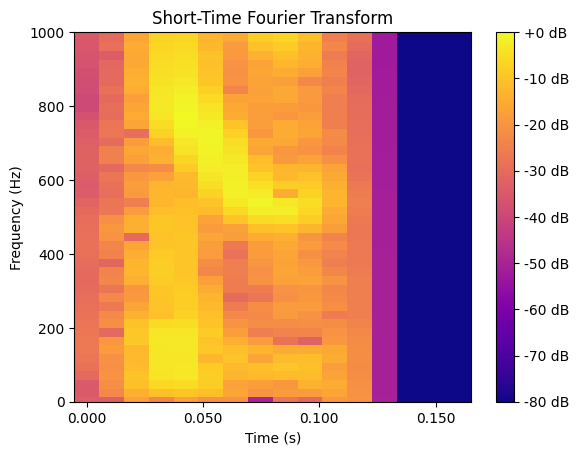 Short-Time Fourier Transform
1000
800
600
400
200
0
Frequency (Hz)
0.000
0.050
0.100
0.150
Time (s)
+0 dB
-10 dB
-20 dB
-30 dB
-40 dB
-50 dB
-60 dB
-70 dB
-80 dB